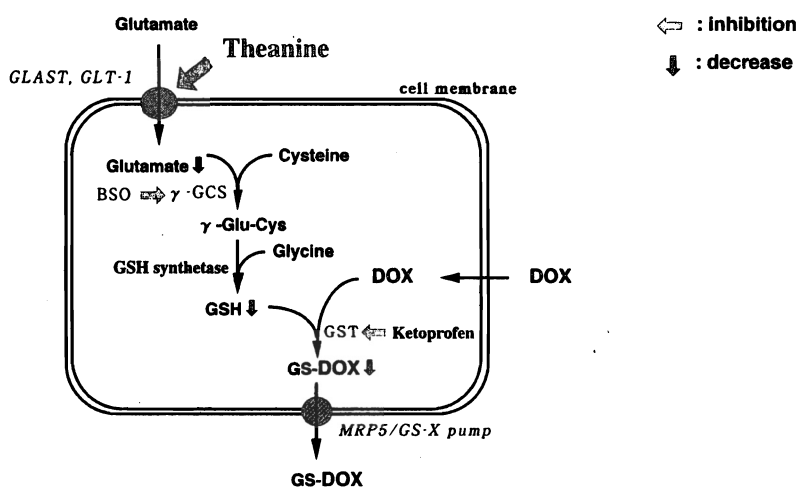 Glutamate
: inhibition
Theanine
: decrease
GLAST, GLT-1
cell membrane
Glutamate
Cysteine
BSO
γ-GCS
γ-Glu-Cys
Glycine
GSH synthetase
DOX
DOX
GSH
GST
Ketoprofen
GS-DOX
MRP5/GS-X pump
GS-DOX